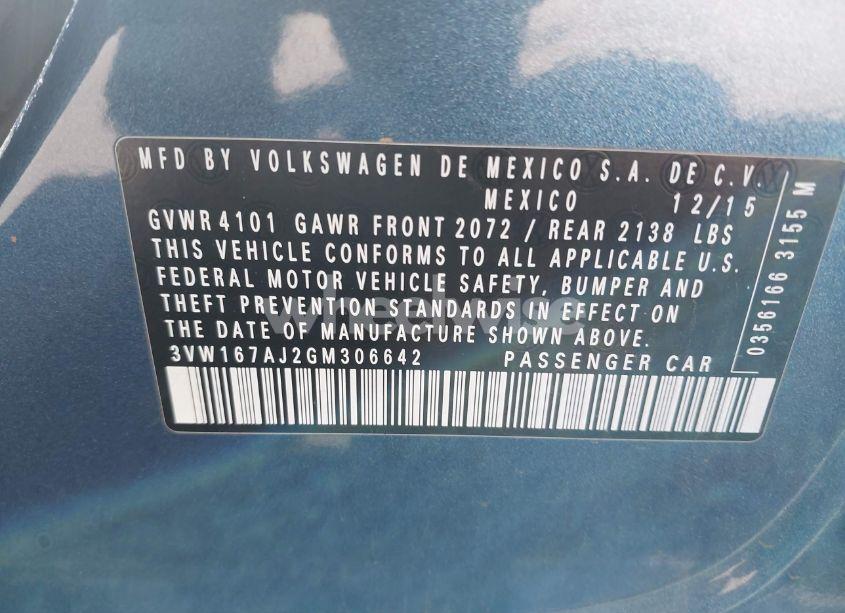 MFD BY VOLKSWAGEN DE MEXICO S.A. DE C.V.
MEXICO 12/15
GVWR 4101 GAWR FRONT 2072 / REAR 2138 LBS
THIS VEHICLE CONFORMS TO ALL APPLICABLE U.S.
FEDERAL MOTOR VEHICLE SAFETY, BUMPER AND
THEFT PREVENTION STANDARDS IN EFFECT ON
THE DATE OF MANUFACTURE SHOWN ABOVE.
3VW167AJ2GM306642 PASSENGER CAR
0356166 3155 M
wheelwise